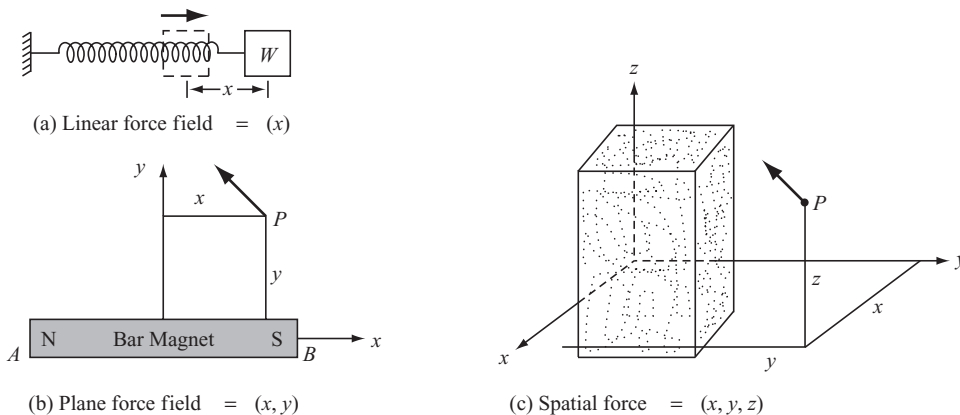 W
x
(a) Linear force field = (x)
y
x
P
y
N Bar Magnet S
A B x
(b) Plane force field = (x, y)
z
P
y
z
x
x
y
(c) Spatial force = (x, y, z)